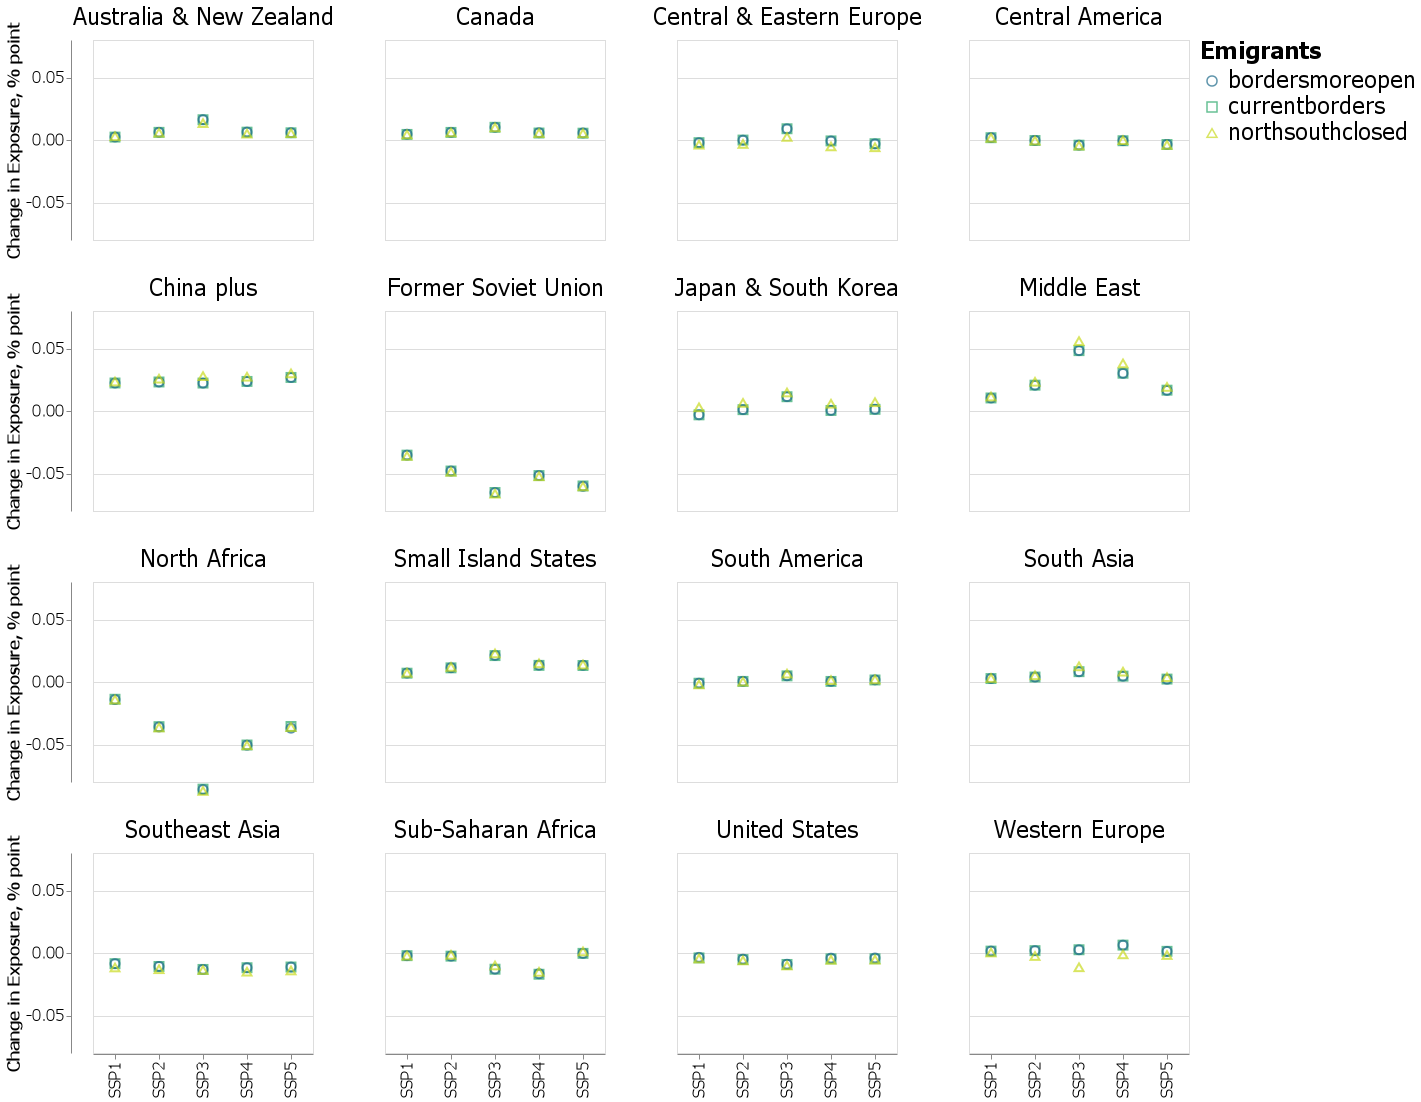 Australia & New Zealand
Canada
Central & Eastern Europe
Central America
Change in Exposure, % point
0.05
0.00
-0.05
Emigrants
bordersmoreopen
currentborders
northsouthclosed
China plus
Former Soviet Union
Japan & South Korea
Middle East
Change in Exposure, % point
0.05
0.00
-0.05
North Africa
Small Island States
South America
South Asia
Change in Exposure, % point
0.05
0.00
-0.05
Southeast Asia
Sub-Saharan Africa
United States
Western Europe
Change in Exposure, % point
0.05
0.00
-0.05
SSP1
SSP2
SSP3
SSP4
SSP5
SSP1
SSP2
SSP3
SSP4
SSP5
SSP1
SSP2
SSP3
SSP4
SSP5
SSP1
SSP2
SSP3
SSP4
SSP5